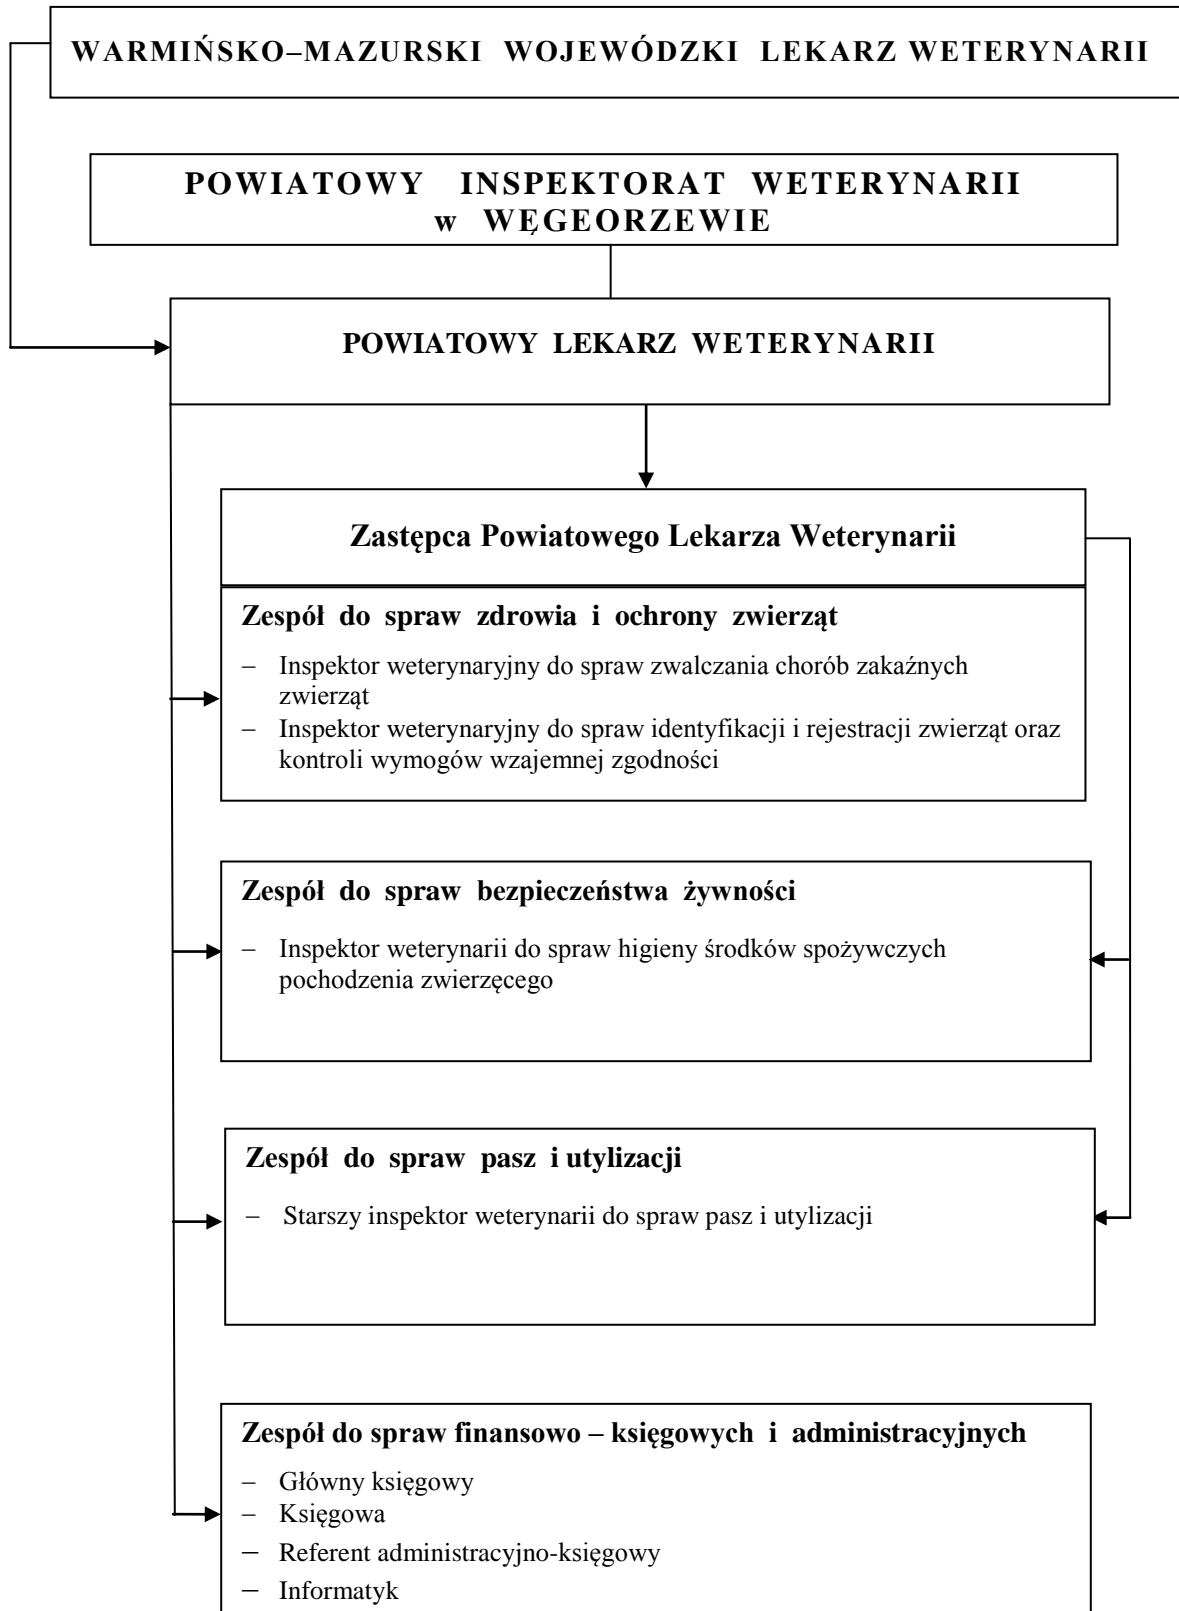 WARMIŃSKO–MAZURSKI WOJEWÓDZKI LEKARZ WETERYNARII
POWIATOWY INSPEKTORAT WETERYNARII
w WĘGEORZEWIE
POWIATOWY LEKARZ WETERYNARII
Zastępca Powiatowego Lekarza Weterynarii
Zespół do spraw zdrowia i ochrony zwierząt
– Inspektor weterynaryjny do spraw zwalczania chorób zakaźnych
zwierząt
– Inspektor weterynaryjny do spraw identyfikacji i rejestracji zwierząt oraz
kontroli wymogów wzajemnej zgodności
Zespół do spraw bezpieczeństwa żywności
– Inspektor weterynarii do spraw higieny środków spożywczych
pochodzenia zwierzęcego
Zespół do spraw pasz i utylizacji
– Starszy inspektor weterynarii do spraw pasz i utylizacji
Zespół do spraw finansowo – księgowych i administracyjnych
– Główny księgowy
– Księgowa
– Referent administracyjno-księgowy
– Informatyk